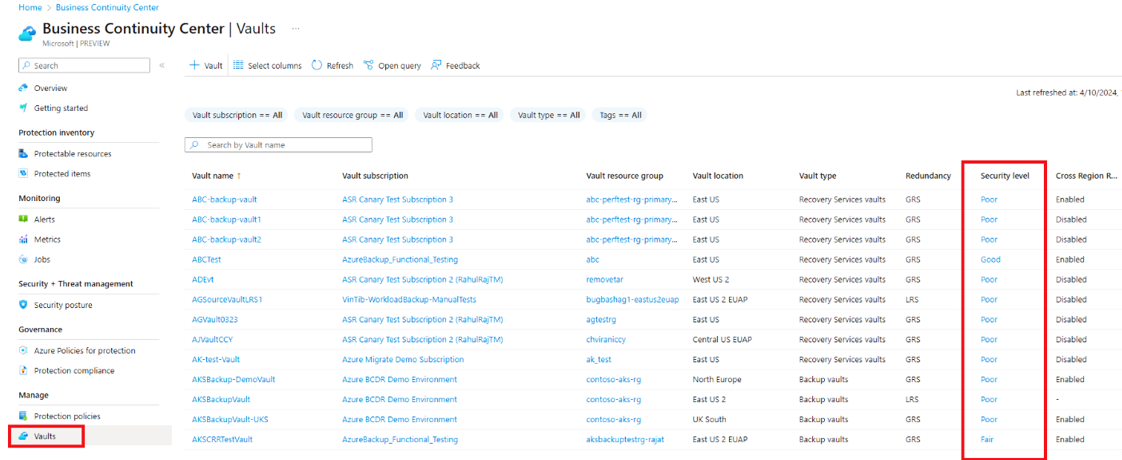 Home > Business Continuity Center
Business Continuity Center | Vaults ...
Microsoft | PREVIEW
Search «
+ Vault Select columns Refresh Open query Feedback
Overview
Getting started
Protection inventory
Protectable resources
Protected items
Monitoring
Alerts
Metrics
Jobs
Security + Threat management
Security posture
Governance
Azure Policies for protection
Protection compliance
Manage
Protection policies
Vaults
Last refreshed at: 4/10/2024,
Vault subscription == All Vault resource group == All Vault location == All Vault type == All Tags == All
Search by Vault name
Vault name ↑ Vault subscription Vault resource group Vault location Vault type Redundancy Security level Cross Region R...
ABC-backup-vault ASR Canary Test Subscription 3 abc-perftest-rg-primary... East US Recovery Services vaults GRS Poor Enabled
ABC-backup-vault1 ASR Canary Test Subscription 3 abc-perftest-rg-primary... East US Recovery Services vaults GRS Poor Disabled
ABC-backup-vault2 ASR Canary Test Subscription 3 abc-perftest-rg-primary... East US Recovery Services vaults GRS Poor Disabled
ABCTest AzureBackup_Functional_Testing abc East US Recovery Services vaults GRS Good Enabled
ADEvt ASR Canary Test Subscription 2 (RahulRajTM) removetar West US 2 Recovery Services vaults GRS Poor Disabled
AGSourceVaultLRS1 VinTib-WorkloadBackup-ManualTests bugbashag1-eastus2euap East US 2 EUAP Recovery Services vaults LRS Poor Disabled
AGVault0323 ASR Canary Test Subscription 2 (RahulRajTM) agtestrg East US Recovery Services vaults GRS Poor Disabled
AJVaultCCY ASR Canary Test Subscription 2 (RahulRajTM) chviraniccy Central US EUAP Recovery Services vaults GRS Poor Disabled
AK-test-Vault Azure Migrate Demo Subscription ak_test East US Recovery Services vaults GRS Poor Disabled
AKSBackup-DemoVault Azure BCDR Demo Environment contoso-aks-rg North Europe Backup vaults GRS Poor Enabled
AKSBackupVault Azure BCDR Demo Environment contoso-aks-rg East US 2 Backup vaults LRS Poor -
AKSBackupVault-UKS Azure BCDR Demo Environment contoso-aks-rg UK South Backup vaults GRS Poor Enabled
AKSCRRTestVault AzureBackup_Functional_Testing aksbackuptestrg-rajat East US 2 EUAP Backup vaults GRS Fair Enabled